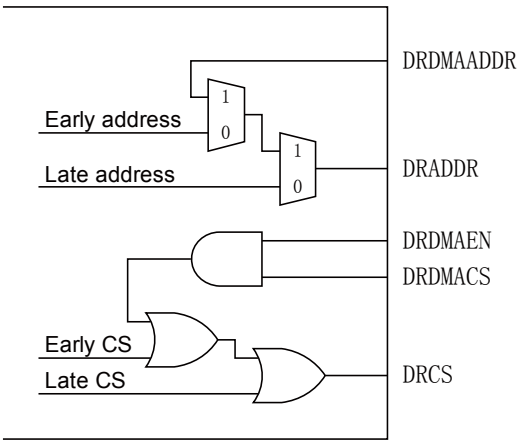 DRDMAADDR
1
Early address
0
1
Late address
0
DRADDR
DRDMAEN
DRDMACS
Early CS
Late CS
DRCS